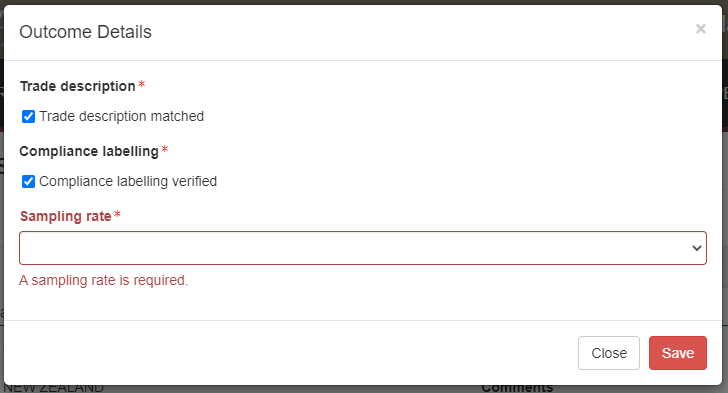 Outcome Details
×
Trade description*
Trade description matched
Compliance labelling*
Compliance labelling verified
Sampling rate*
A sampling rate is required.
Close Save
NEW ZEALAND Comments